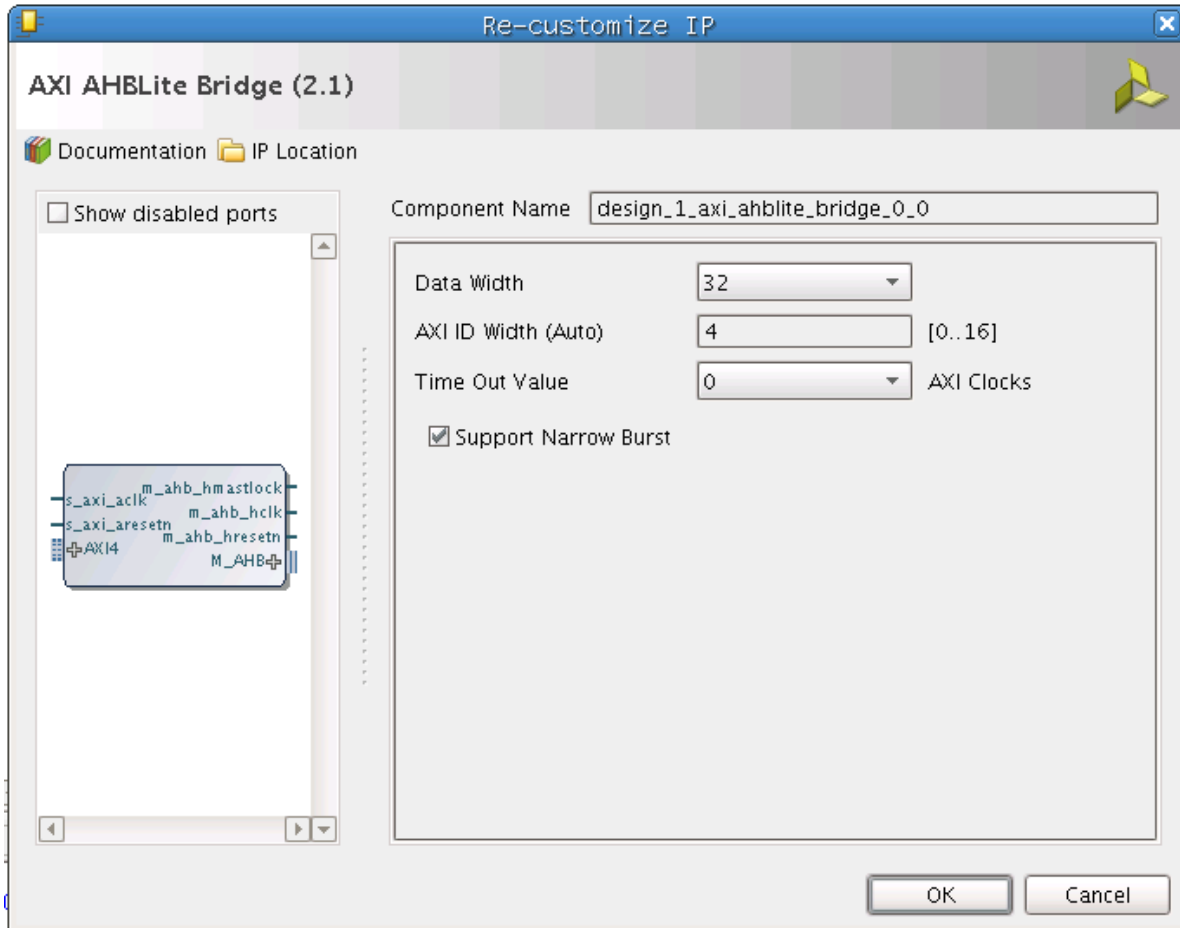 Re-customize IP
AXI AHBLite Bridge (2.1)
Documentation IP Location
Show disabled ports
s_axi_aclk
s_axi_aresetn
AXI4
m_ahb_hmastlock
m_ahb_hclk
m_ahb_hresetn
M_AHB
Component Name design_1_axi_ahblite_bridge_0_0
Data Width 32
AXI ID Width (Auto) 4 [0..16]
Time Out Value 0 AXI Clocks
Support Narrow Burst
OK Cancel